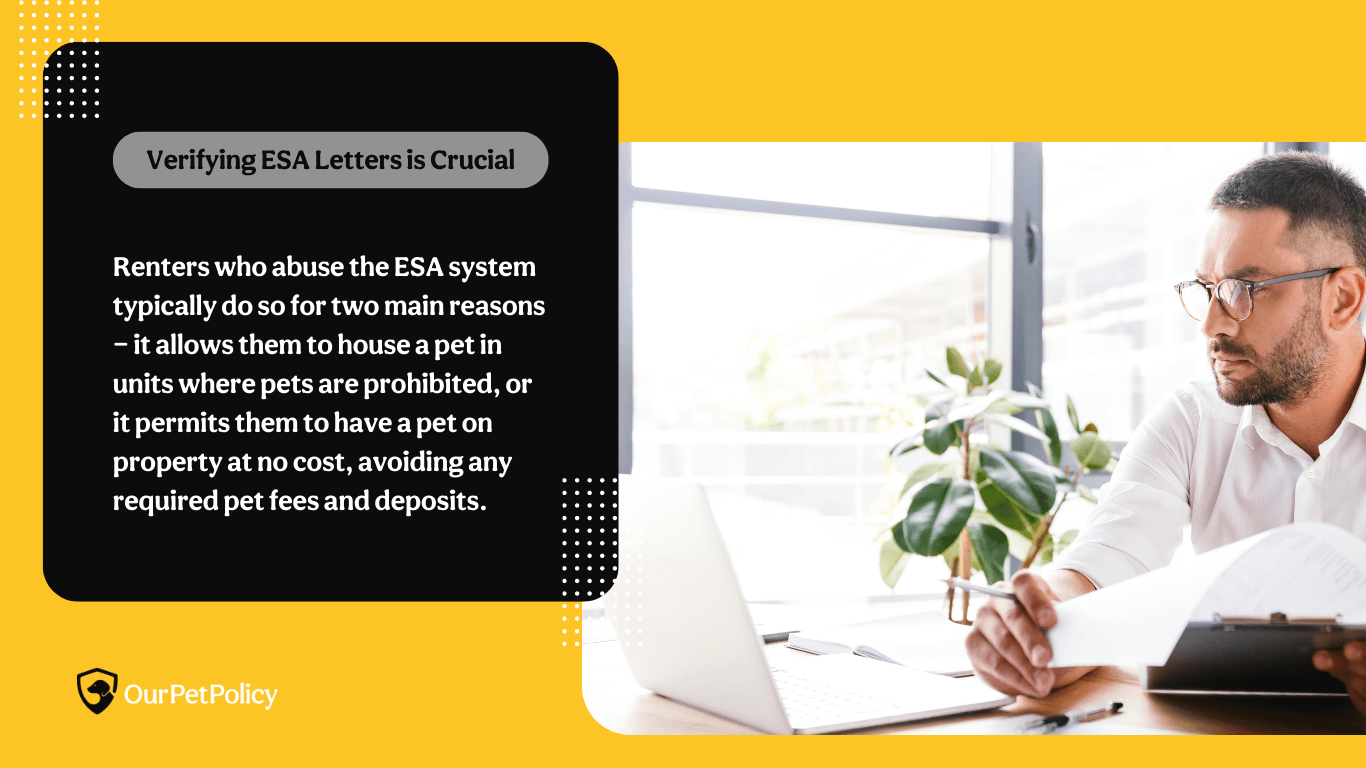 Verifying ESA Letters is Crucial
Renters who abuse the ESA system
typically do so for two main reasons
– it allows them to house a pet in
units where pets are prohibited, or
it permits them to have a pet on
property at no cost, avoiding any
required pet fees and deposits.
OurPetPolicy